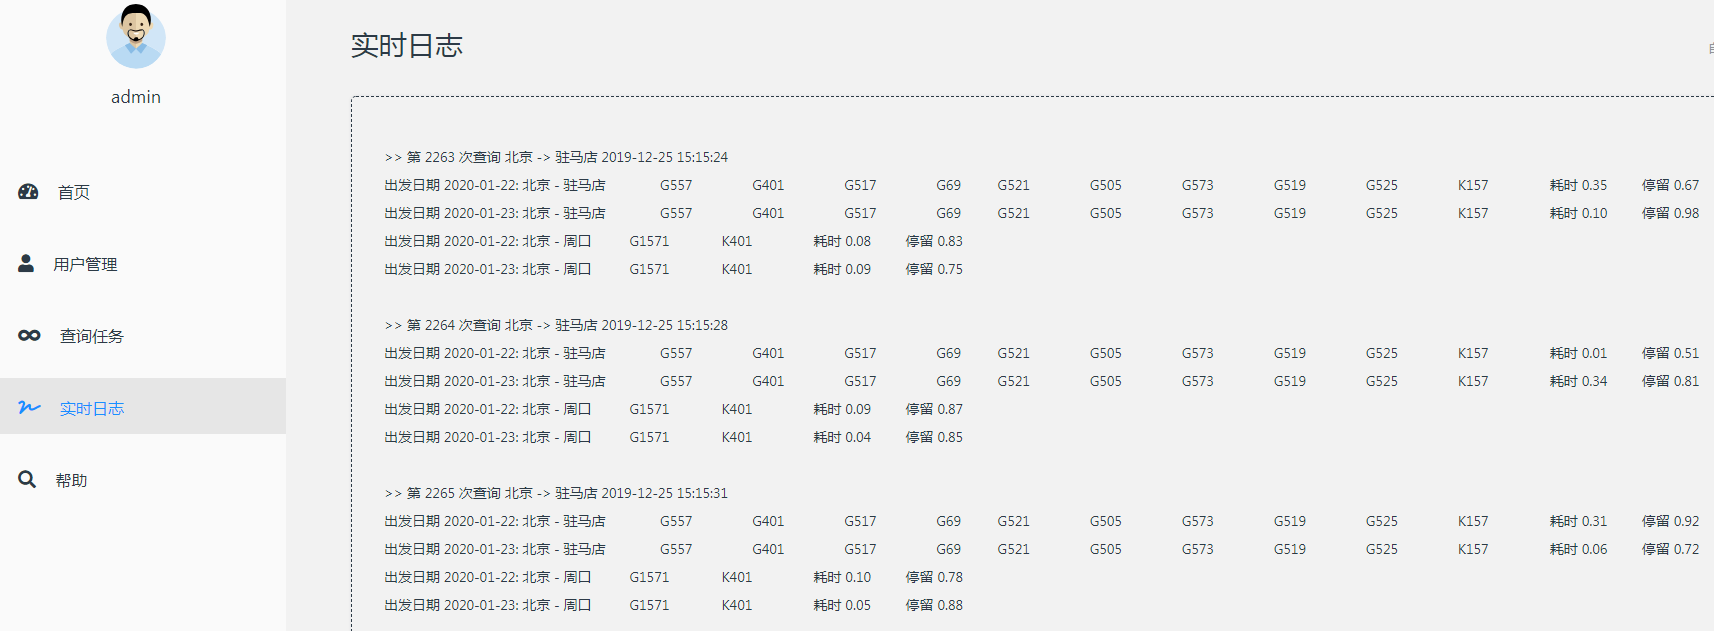 admin
首页
用户管理
查询任务
实时日志
帮助
实时日志
>> 第 2263 次查询 北京 -> 驻马店 2019-12-25 15:15:24
出发日期 2020-01-22: 北京 - 驻马店 G557 G401 G517 G69 G521 G505 G573 G519 G525 K157 耗时 0.35 停留 0.67
出发日期 2020-01-23: 北京 - 驻马店 G557 G401 G517 G69 G521 G505 G573 G519 G525 K157 耗时 0.10 停留 0.98
出发日期 2020-01-22: 北京 - 周口 G1571 K401 耗时 0.08 停留 0.83
出发日期 2020-01-23: 北京 - 周口 G1571 K401 耗时 0.09 停留 0.75
>> 第 2264 次查询 北京 -> 驻马店 2019-12-25 15:15:28
出发日期 2020-01-22: 北京 - 驻马店 G557 G401 G517 G69 G521 G505 G573 G519 G525 K157 耗时 0.01 停留 0.51
出发日期 2020-01-23: 北京 - 驻马店 G557 G401 G517 G69 G521 G505 G573 G519 G525 K157 耗时 0.34 停留 0.81
出发日期 2020-01-22: 北京 - 周口 G1571 K401 耗时 0.09 停留 0.87
出发日期 2020-01-23: 北京 - 周口 G1571 K401 耗时 0.04 停留 0.85
>> 第 2265 次查询 北京 -> 驻马店 2019-12-25 15:15:31
出发日期 2020-01-22: 北京 - 驻马店 G557 G401 G517 G69 G521 G505 G573 G519 G525 K157 耗时 0.31 停留 0.92
出发日期 2020-01-23: 北京 - 驻马店 G557 G401 G517 G69 G521 G505 G573 G519 G525 K157 耗时 0.06 停留 0.72
出发日期 2020-01-22: 北京 - 周口 G1571 K401 耗时 0.10 停留 0.78
出发日期 2020-01-23: 北京 - 周口 G1571 K401 耗时 0.05 停留 0.88